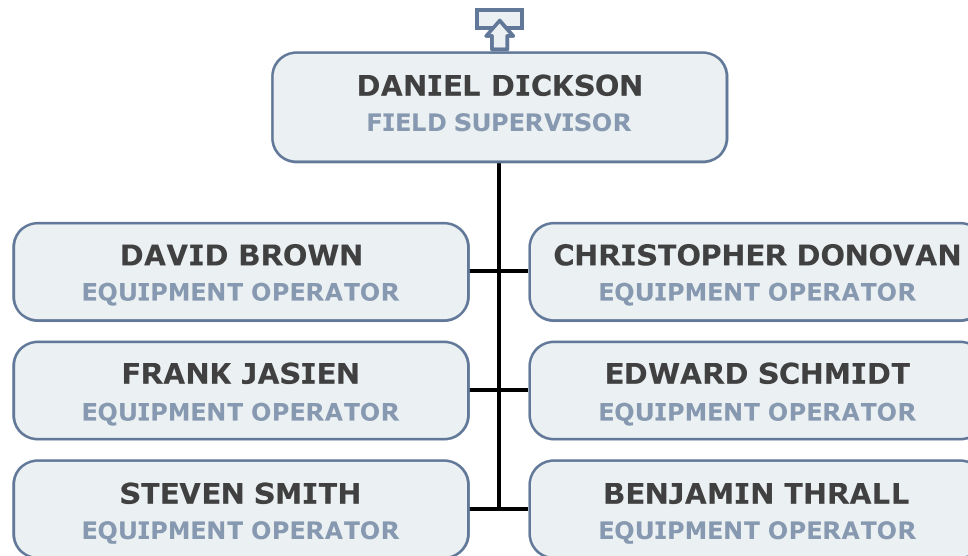 DANIEL DICKSON
FIELD SUPERVISOR
DAVID BROWN
EQUIPMENT OPERATOR
CHRISTOPHER DONOVAN
EQUIPMENT OPERATOR
FRANK JASIEN
EQUIPMENT OPERATOR
EDWARD SCHMIDT
EQUIPMENT OPERATOR
STEVEN SMITH
EQUIPMENT OPERATOR
BENJAMIN THRALL
EQUIPMENT OPERATOR